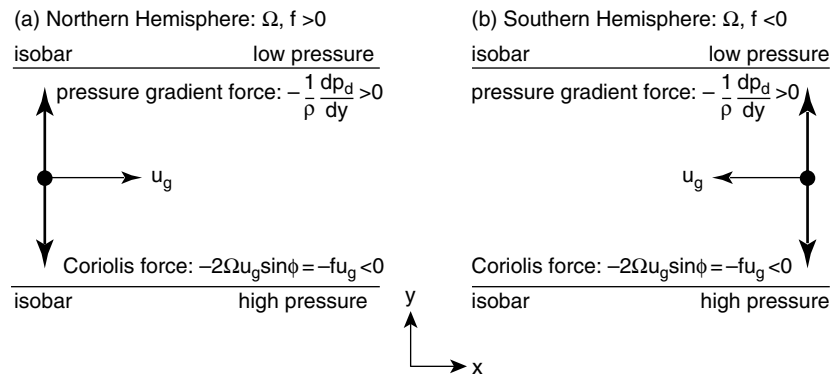 (a) Northern Hemisphere: Ω, f >0
isobar low pressure
pressure gradient force: − 1/ρ dp_d/dy >0
u_g
Coriolis force: −2Ωu_g sinϕ = −fu_g <0
isobar high pressure
(b) Southern Hemisphere: Ω, f <0
isobar low pressure
pressure gradient force: − 1/ρ dp_d/dy >0
u_g
Coriolis force: −2Ωu_g sinϕ = −fu_g <0
isobar high pressure
y
x